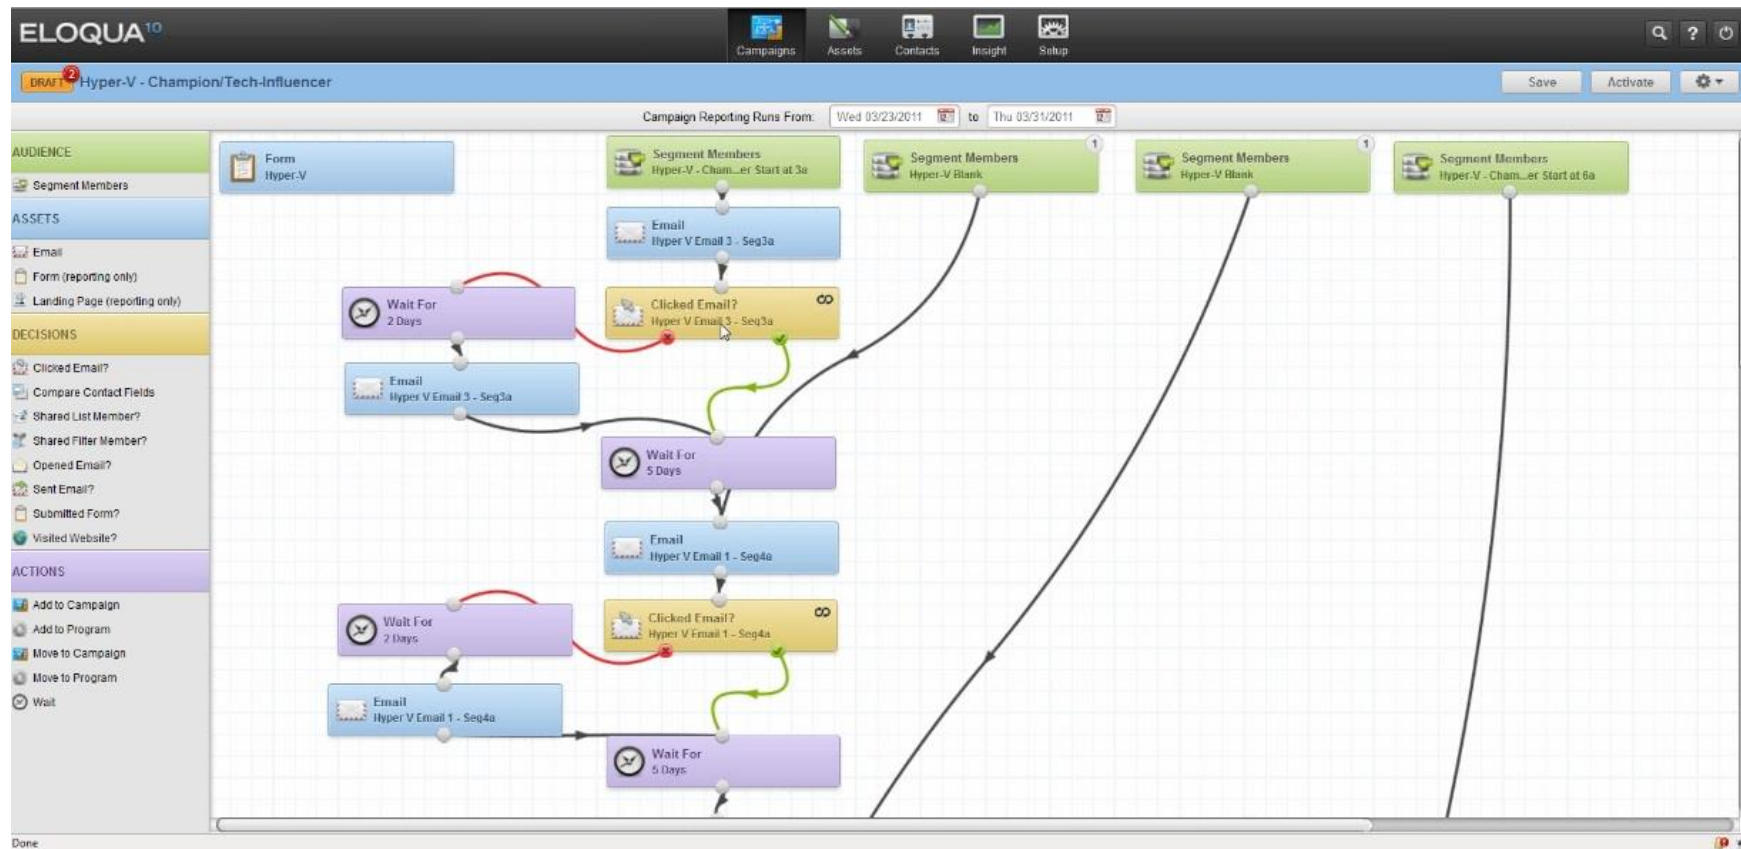 ELOQUA10
Campaigns
Assets
Contacts
Insight
Setup
?
DRAFT
2
Hyper-V - Champion/Tech-Influencer
Save
Activate
Campaign Reporting Runs From:
Wed 03/23/2011
to
Thu 03/31/2011
AUDIENCE
Segment Members
ASSETS
Email
Form (reporting only)
Landing Page (reporting only)
DECISIONS
Clicked Email?
Compare Contact Fields
Shared List Member?
Shared Filter Member?
Opened Email?
Sent Email?
Submitted Form?
Visited Website?
ACTIONS
Add to Campaign
Add to Program
Move to Campaign
Move to Program
Wait
Form
Hyper-V
Segment Members
Hyper-V - Cham...er Start at 3a
Segment Members
Hyper-V Blank
1
Segment Members
Hyper-V Blank
1
Segment Members
Hyper-V - Cham...er Start at 6a
Email
Hyper V Email 3 - Seg3a
Wait For
2 Days
Clicked Email?
Hyper V Email 3 - Seg3a
Email
Hyper V Email 3 - Seg3a
Wait For
5 Days
Email
Hyper V Email 1 - Seg4a
Wait For
2 Days
Clicked Email?
Hyper V Email 1 - Seg4a
Email
Hyper V Email 1 - Seg4a
Wait For
5 Days
Done